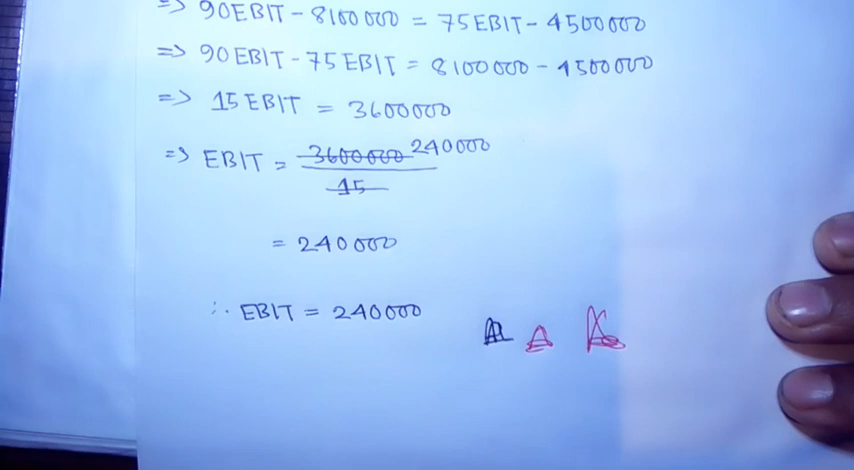 => 90EBIT - 8100000 = 75EBIT - 4500000
=> 90EBIT - 75EBIT = 8100000 - 4500000
=> 15EBIT = 3600000
=> EBIT = 3600000 240000
15
= 240000
∴ EBIT = 240000